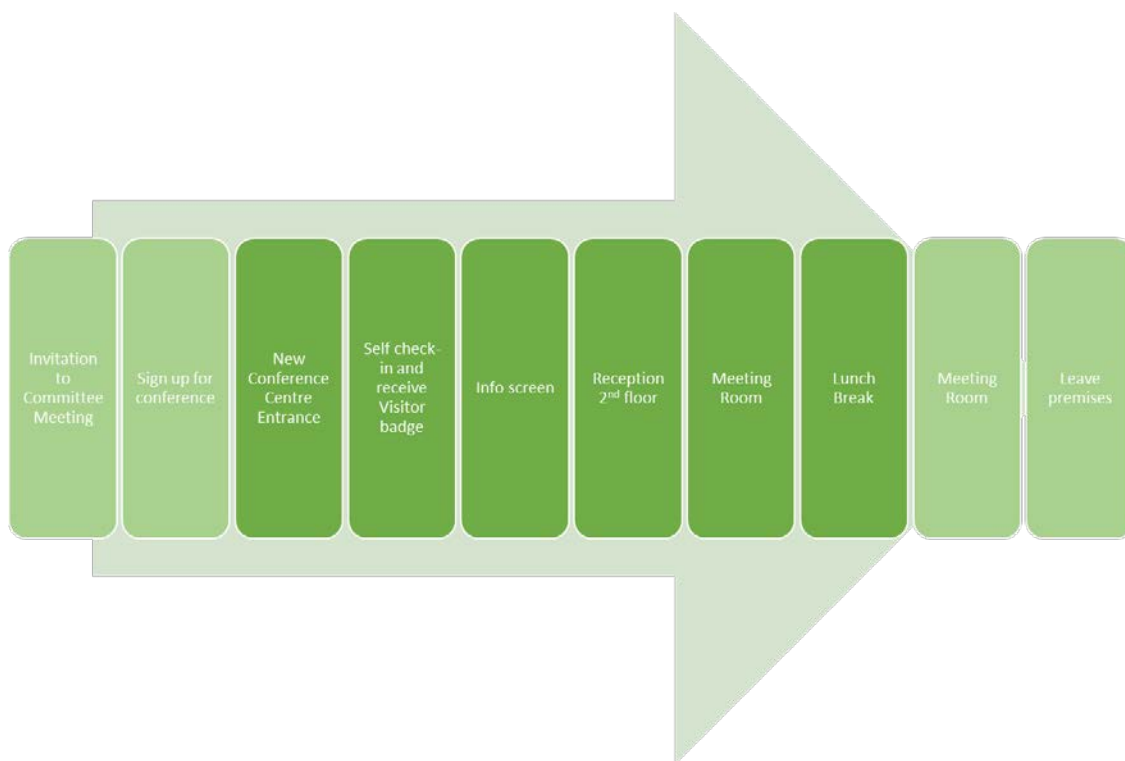 Invitation
to
Committee
Meeting
Sign up for
conference
New
Conference
Centre
Entrance
Self check-
in and
receive
Visitor
badge
Info screen
Reception
2nd floor
Meeting
Room
Lunch
Break
Meeting
Room
Leave
premises